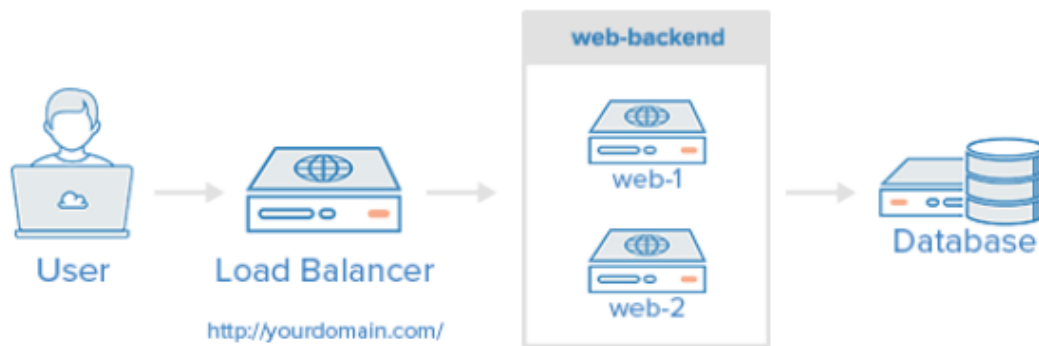 web-backend
web-1
web-2
User
Load Balancer
http://yourdomain.com/
Database